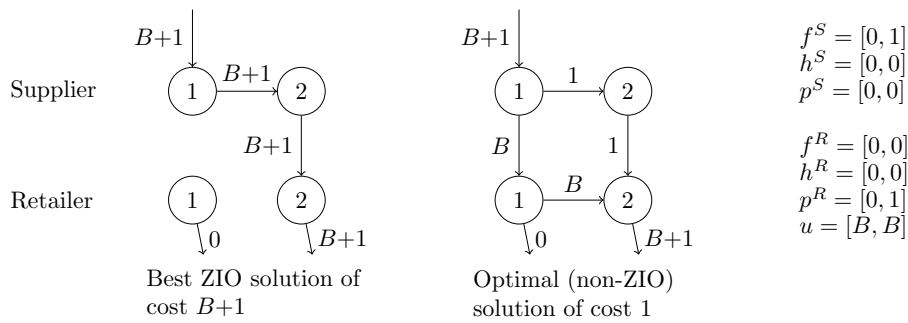 B+1
B+1
f^S = [0, 1]
h^S = [0, 0]
p^S = [0, 0]
Supplier
1
B+1
2
1
1
2
B+1
B
1
f^R = [0, 0]
h^R = [0, 0]
p^R = [0, 1]
u = [B, B]
Retailer
1
2
1
B
2
0
B+1
0
B+1
Best ZIO solution of
cost B+1
Optimal (non-ZIO)
solution of cost 1